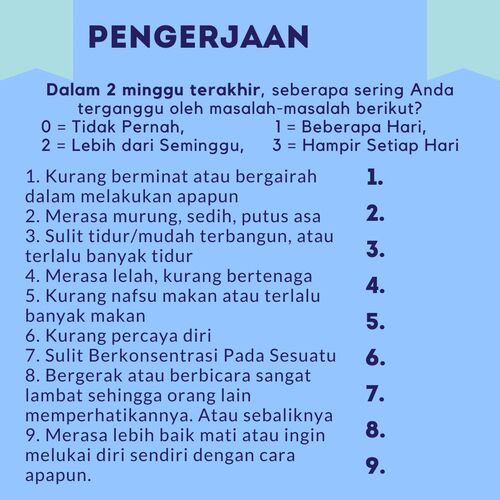 PENGERJAAN
Dalam 2 minggu terakhir, seberapa sering Anda
terganggu oleh masalah-masalah berikut?
0 = Tidak Pernah, 1 = Beberapa Hari,
2 = Lebih dari Seminggu, 3 = Hampir Setiap Hari
1. Kurang berminat atau bergairah
dalam melakukan apapun
2. Merasa murung, sedih, putus asa
3. Sulit tidur/mudah terbangun, atau
terlalu banyak tidur
4. Merasa lelah, kurang bertenaga
5. Kurang nafsu makan atau terlalu
banyak makan
6. Kurang percaya diri
7. Sulit Berkonsentrasi Pada Sesuatu
8. Bergerak atau berbicara sangat
lambat sehingga orang lain
memperhatikannya. Atau sebaliknya
9. Merasa lebih baik mati atau ingin
melukai diri sendiri dengan cara
apapun.
1.
2.
3.
4.
5.
6.
7.
8.
9.